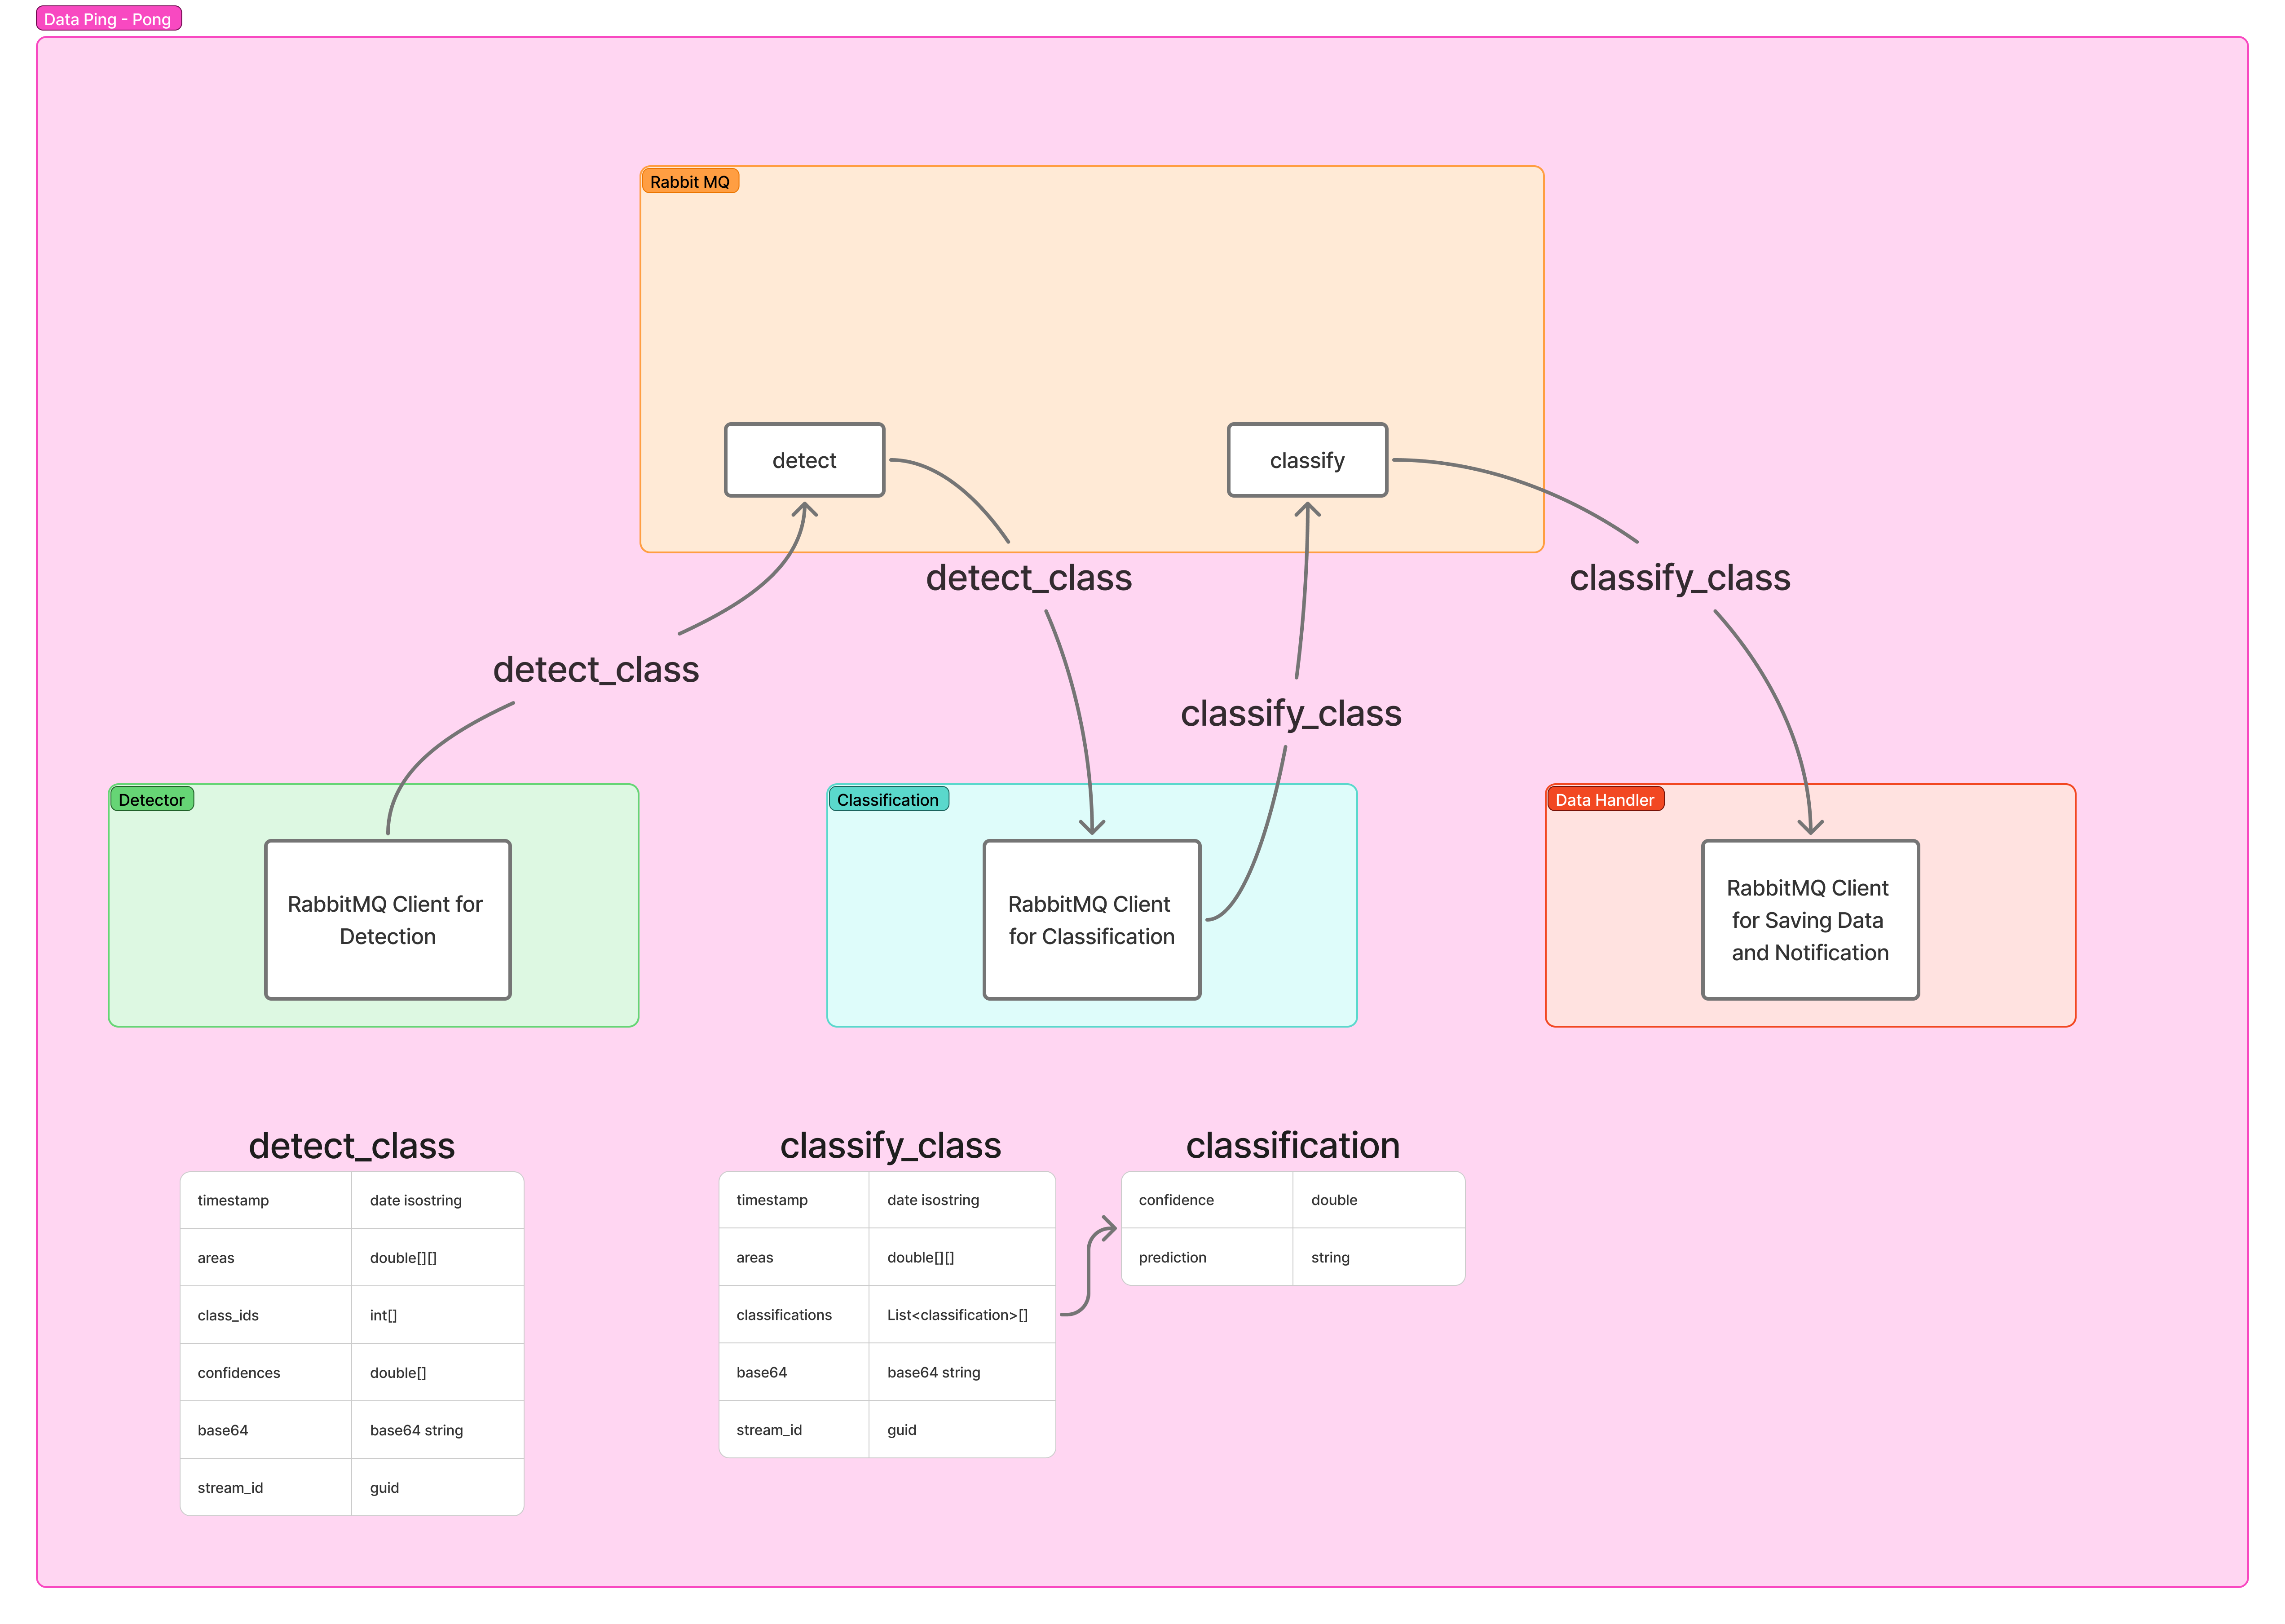 Data Ping - Pong
Rabbit MQ
detect
classify
detect_class
classify_class
detect_class
classify_class
Detector
RabbitMQ Client for
Detection
Classification
RabbitMQ Client
for Classification
Data Handler
RabbitMQ Client
for Saving Data
and Notification
detect_class
timestamp date isostring
areas double[][]
class_ids int[]
confidences double[]
base64 base64 string
stream_id guid
classify_class
timestamp date isostring
areas double[][]
classifications List<classification>[]
base64 base64 string
stream_id guid
classification
confidence double
prediction string